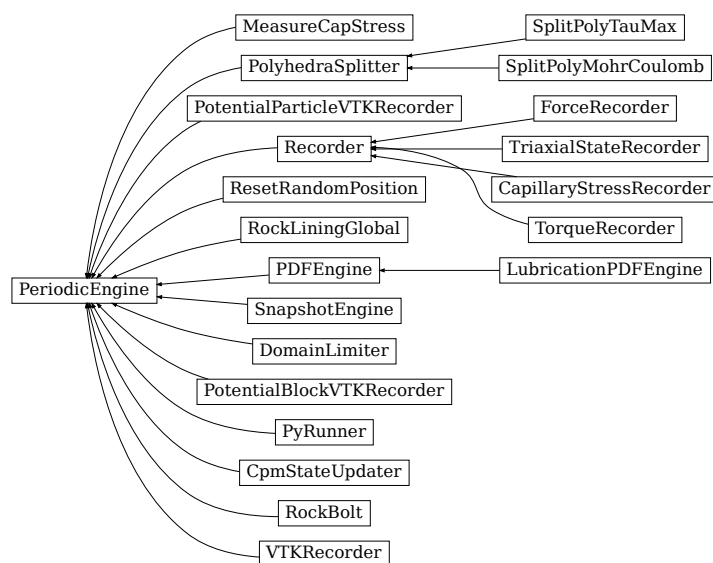 MeasureCapStress
SplitPolyTauMax
PolyhedraSplitter
SplitPolyMohrCoulomb
PotentialParticleVTKRecorder
ForceRecorder
Recorder
TriaxialStateRecorder
ResetRandomPosition
CapillaryStressRecorder
RockLiningGlobal
TorqueRecorder
PDFEngine
LubricationPDFEngine
PeriodicEngine
SnapshotEngine
DomainLimiter
PotentialBlockVTKRecorder
PyRunner
CpmStateUpdater
RockBolt
VTKRecorder